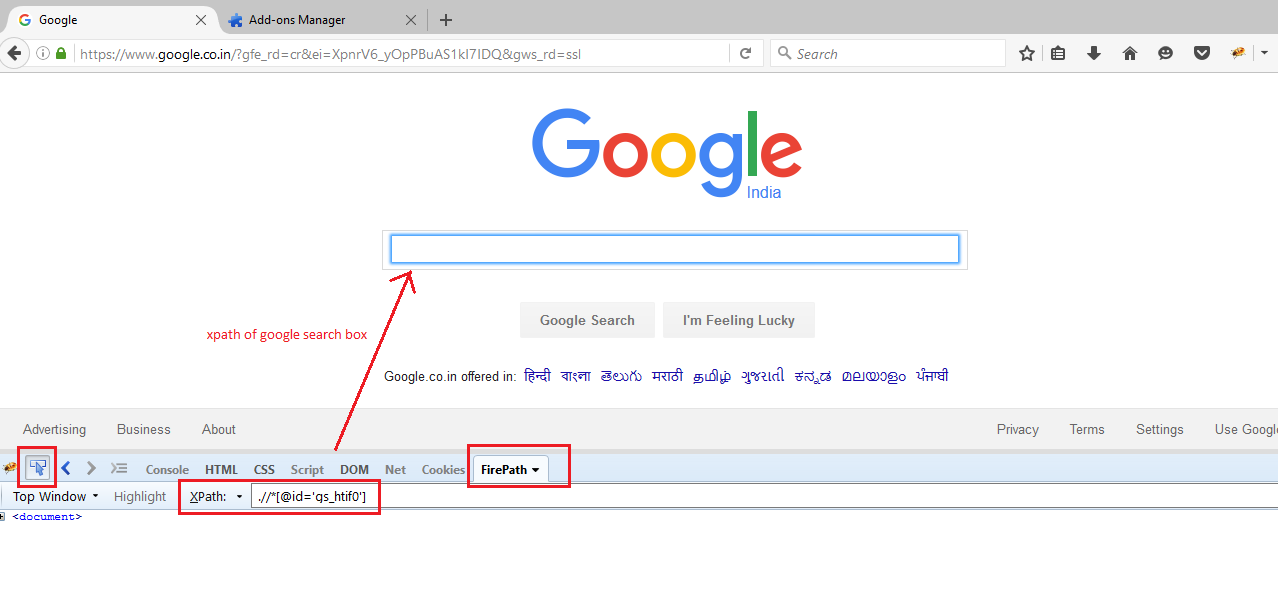 Google
Add-ons Manager
https://www.google.co.in/?gfe_rd=cr&ei=XpnrV6_yOpPBuAS1kI7IDQ&gws_rd=ssl
Search
Google
India
Google Search I'm Feeling Lucky
xpath of google search box
Google.co.in offered in: हिन्दी বাংলা తెలుగు मराठी தமிழ் ગુજરાતી ಕನ್ನಡ മലയാളം ਪੰਜਾਬੀ
Advertising Business About Privacy Terms Settings Use Googl
Console HTML CSS Script DOM Net Cookies FirePath
Top Window Highlight XPath: .//*[@id='gs_htif0']
<document>